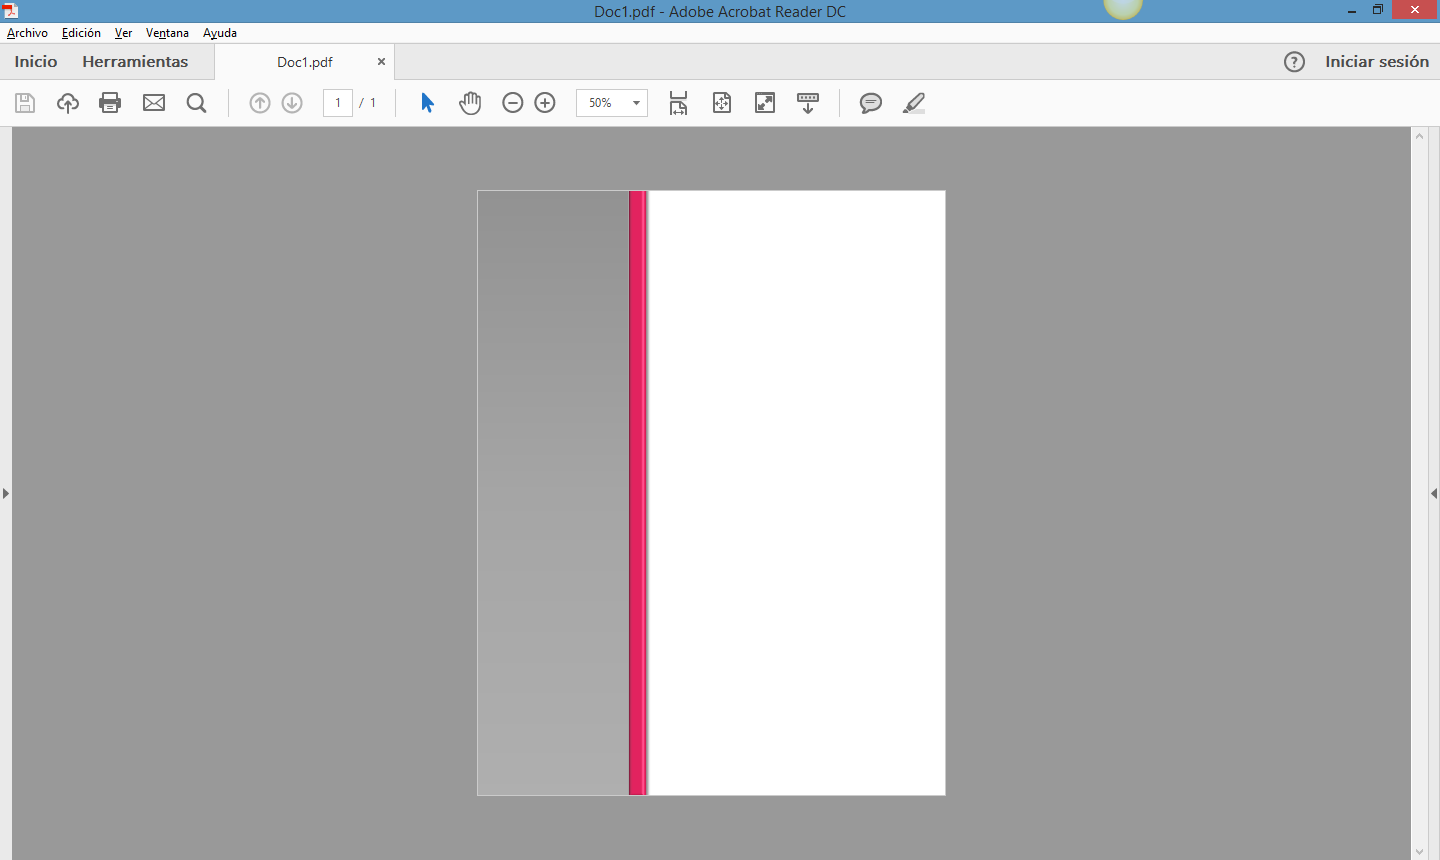 Doc1.pdf - Adobe Acrobat Reader DC
Archivo Edición Ver Ventana Ayuda
Inicio Herramientas Doc1.pdf × ? Iniciar sesión
1 / 1 50%